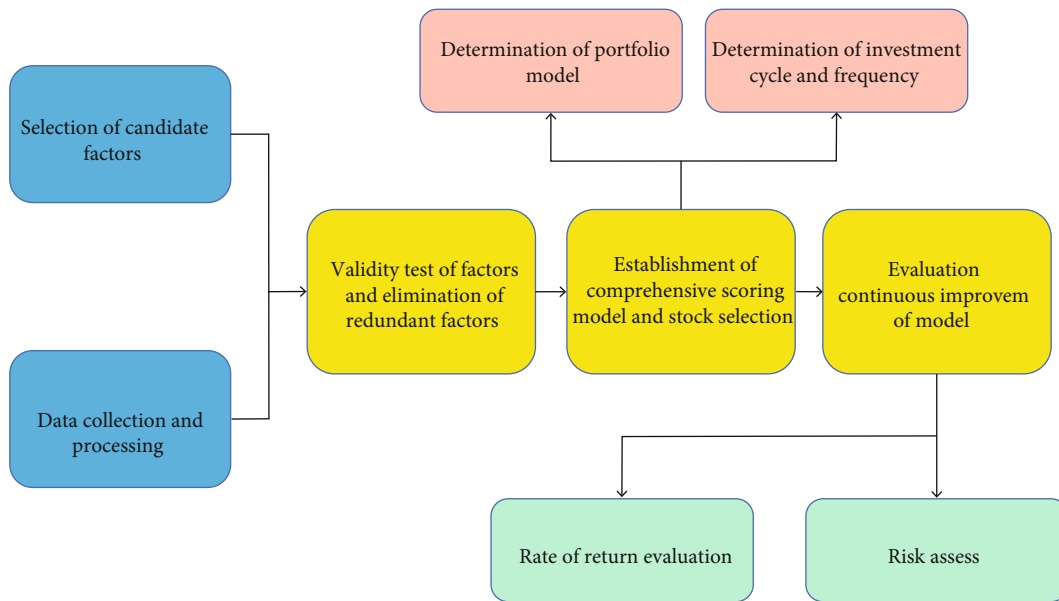 Determination of portfolio
model
Determination of investment
cycle and frequency
Selection of candidate
factors
Validity test of factors
and elimination of
redundant factors
Establishment of
comprehensive scoring
model and stock selection
Evaluation
continuous improvem
of model
Data collection and
processing
Rate of return evaluation
Risk assess